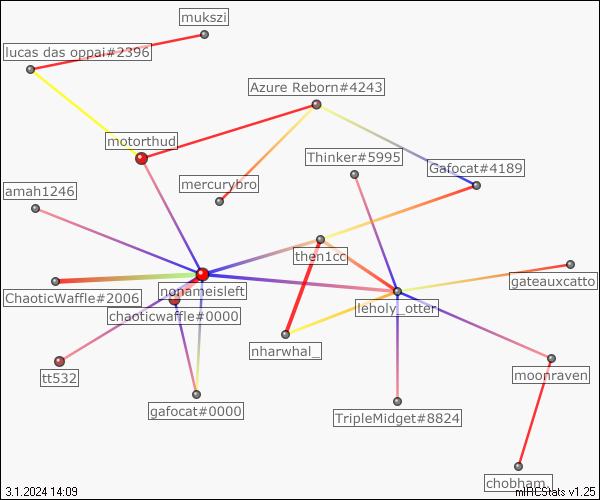 mukszi
lucas das oppai#2396
Azure Reborn#4243
motorthud
Thinker#5995
Gafocat#4189
mercurybro
amah1246
then1cc
gateauxcatto
nonameisleft
ChaoticWaffle#2006
leholy_otter
chaoticwaffle#0000
nharwhal_
moonraven
tt532
gafocat#0000
TripleMidget#8824
chobham_
3.1.2024 14:09
mIRCStats v1.25